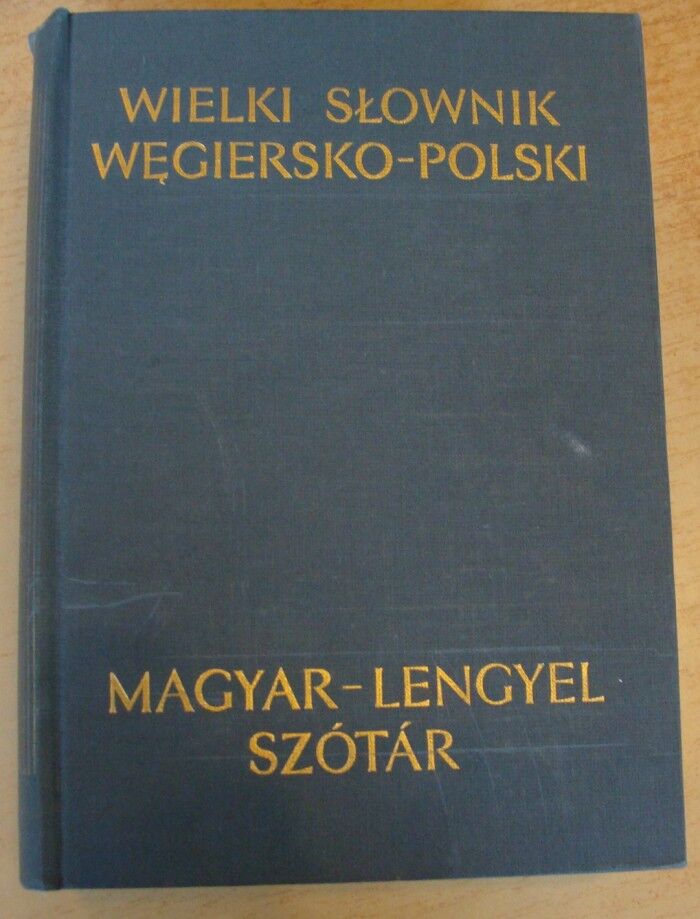 WIELKI SŁOWNIK
WĘGIERSKO-POLSKI
MAGYAR-LENGYEL
SZÓTÁR